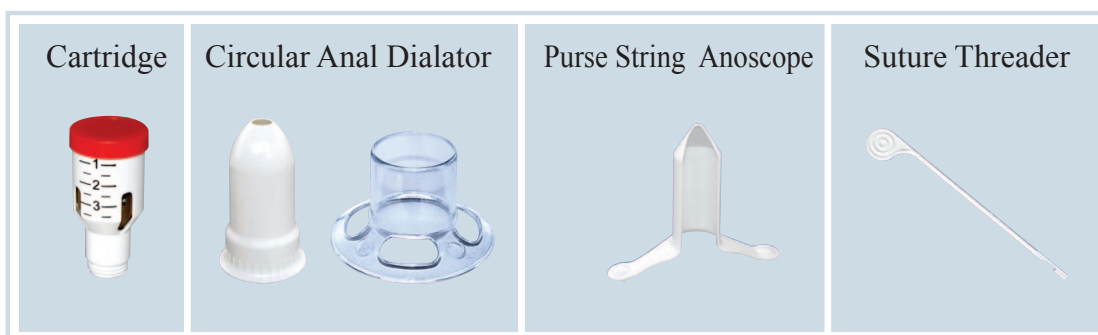 Cartridge
Circular Anal Dialator
Purse String Anoscope
Suture Threader
1
2
3